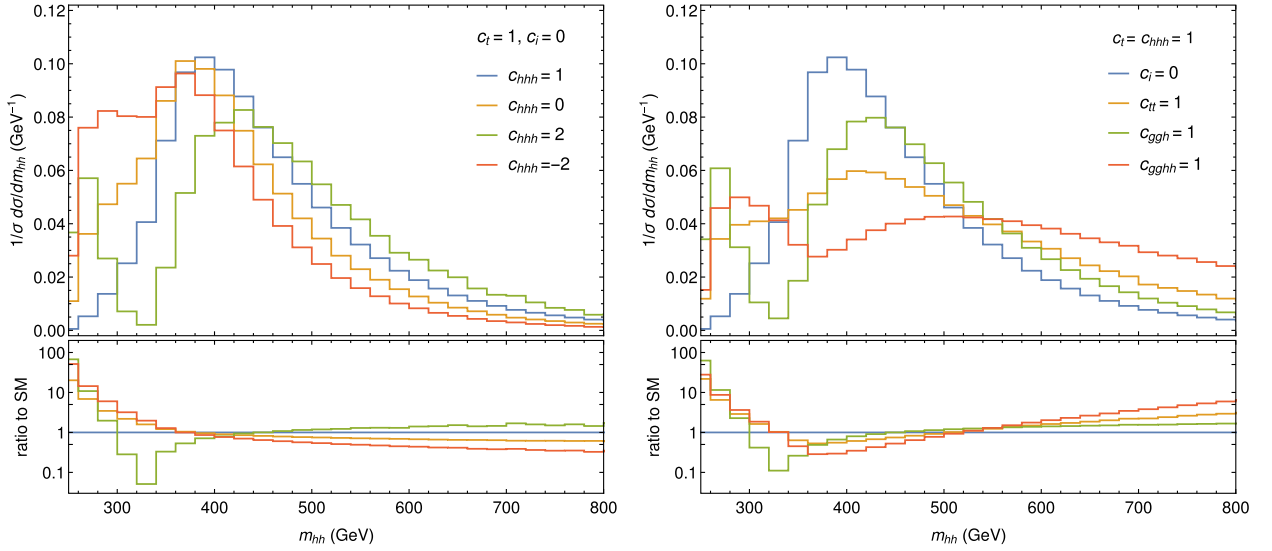 0.12
0.10
0.08
0.06
0.04
0.02
0.00
1/σ dσ/dm_hh (GeV⁻¹)
c_t = 1, c_i = 0
c_hhh = 1
c_hhh = 0
c_hhh = 2
c_hhh = −2
100
10
1
0.1
ratio to SM
300 400 500 600 700 800
m_hh (GeV)
0.12
0.10
0.08
0.06
0.04
0.02
0.00
1/σ dσ/dm_hh (GeV⁻¹)
c_t = c_hhh = 1
c_i = 0
c_tt = 1
c_ggh = 1
c_gghh = 1
100
10
1
0.1
ratio to SM
300 400 500 600 700 800
m_hh (GeV)